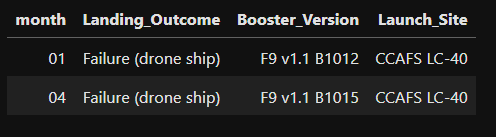 month Landing_Outcome Booster_Version Launch_Site
01 Failure (drone ship) F9 v1.1 B1012 CCAFS LC-40
04 Failure (drone ship) F9 v1.1 B1015 CCAFS LC-40